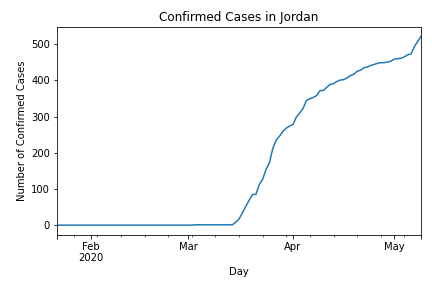 Confirmed Cases in Jordan
Number of Confirmed Cases
500
400
300
200
100
0
Feb
2020
Mar
Apr
May
Day